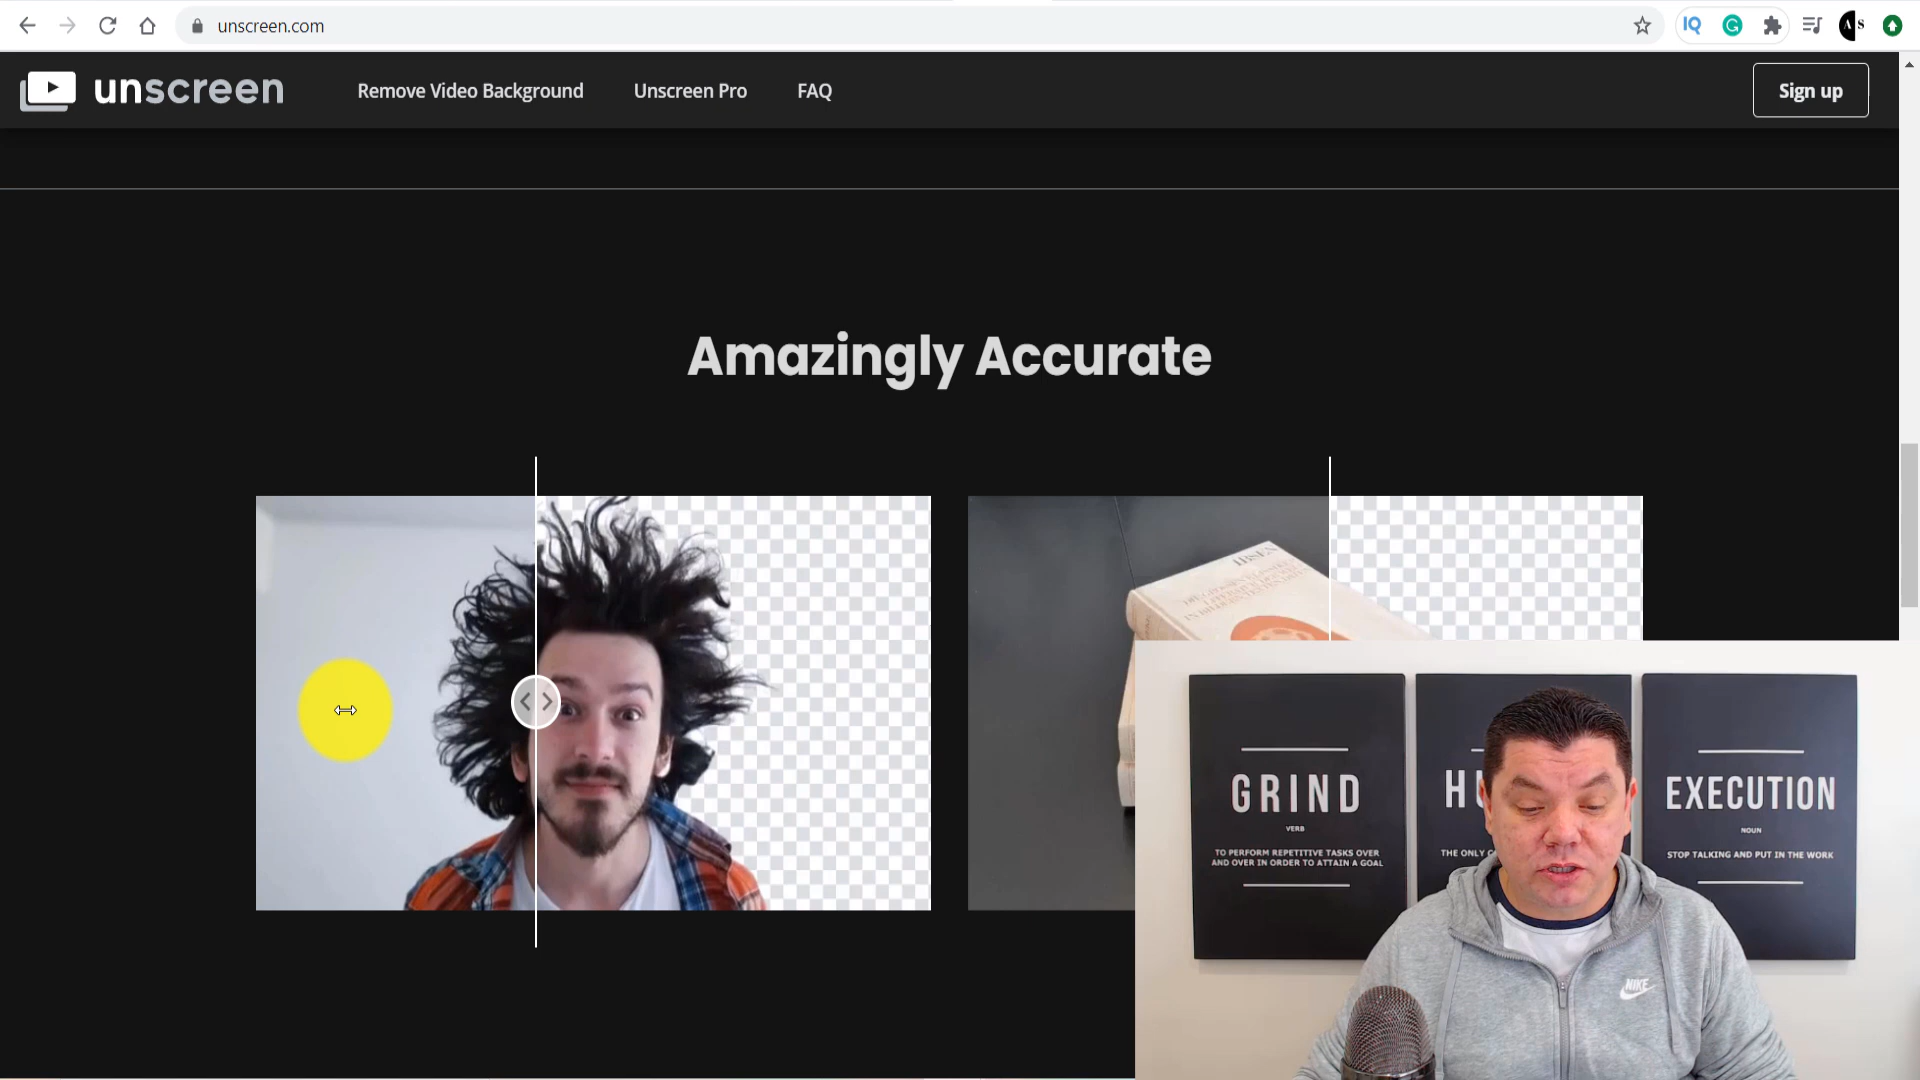 unscreen.com
IQ
G
A S
unscreen
Remove Video Background
Unscreen Pro
FAQ
Sign up
Amazingly Accurate
IBSEN
GRIND
VERB
TO PERFORM REPETITIVE TASKS OVER
AND OVER IN ORDER TO ATTAIN A GOAL
THE ONLY
EXECUTION
NOUN
STOP TALKING AND PUT IN THE WORK
NIKE